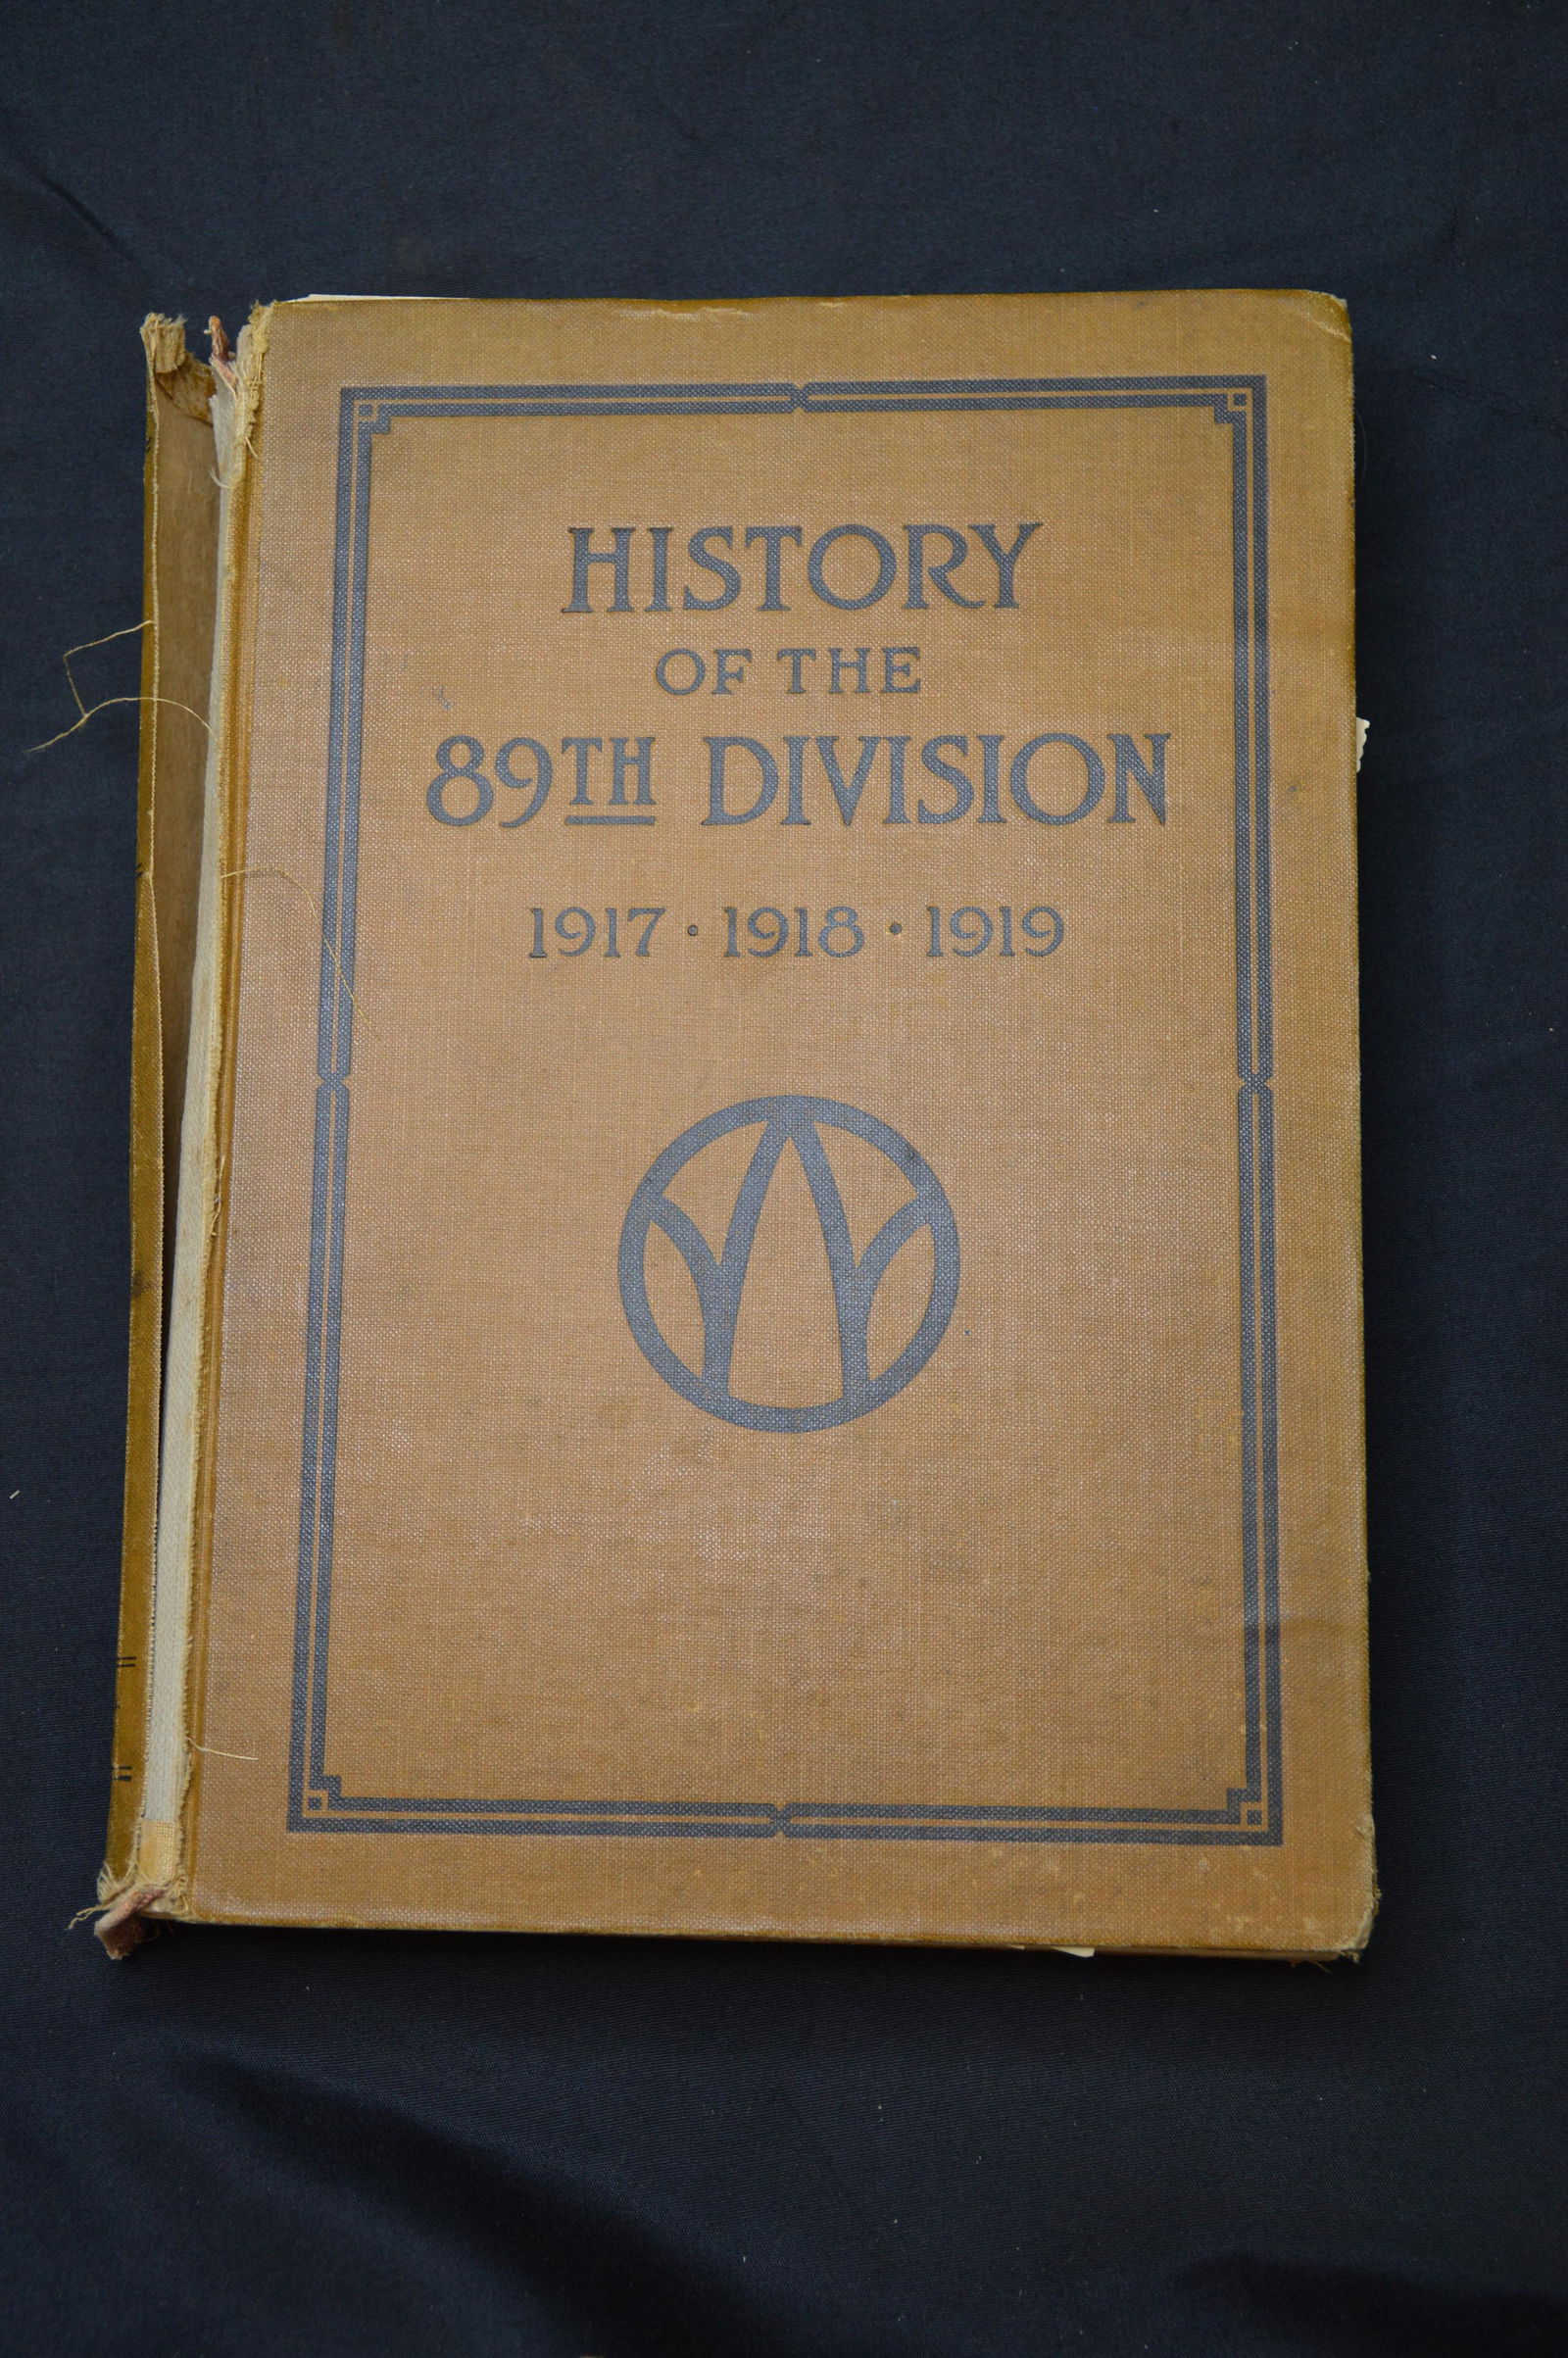 HISTORY
OF THE
89TH DIVISION
1917 · 1918 · 1919